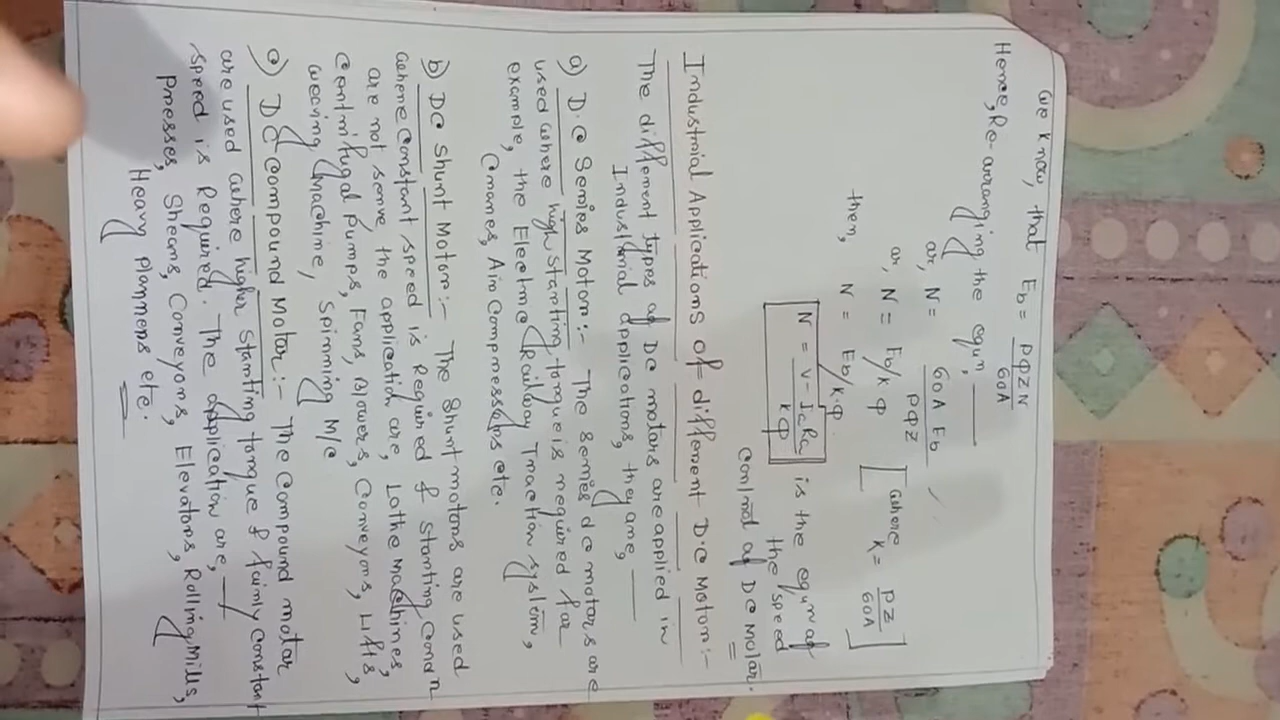 We know, that Eb = PφZN / 60A
Hence, Re-arranging the equn, —
or, N = 60A Eb / PφZ
or, N = Eb/kφ [where k = PZ / 60A]
then, N = Eb/kφ
N = V - IaRa / kφ is the equn of
the speed
control of DC Motor.
Industrial Applications of different D.C Motor:-
The different types of DC motors are applied in
Industrial applications, they are, —
a) D.C Series Motor:- The series dc motors are
used where high starting torque is required for
example, the Electric Railway Traction system,
Cranes, Air Compressors etc.
b) DC Shunt Motor:- The Shunt motors are used
where constant speed is Required & Starting Condn
are not serve the application are, Lathe Machines,
Centrifugal Pumps, Fans, Blowers, Conveyors, Lifts,
Weaving Machine, Spinning M/c
c) DC Compound Motor:- The Compound motor
are used where higher Starting torque & fairly constant
speed is Required. The application are, —
Presses, Shears, Conveyors, Elevators, Rolling Mills,
Heavy planners etc.